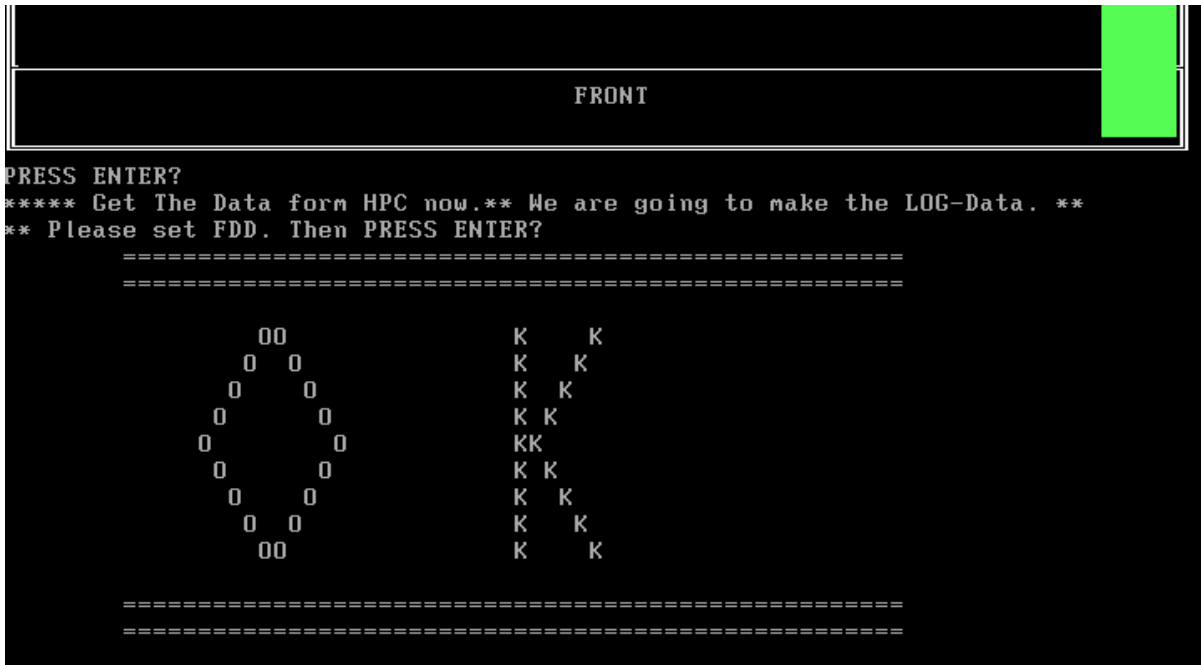 FRONT
PRESS ENTER?
***** Get The Data form HPC now.** We are going to make the LOG-Data. **
** Please set FDD. Then PRESS ENTER?
====================================================
====================================================
OO K K
O O K K
O O K K
O O K K
O O KK
O O K K
O O K K
O O K K
OO K K
====================================================
====================================================